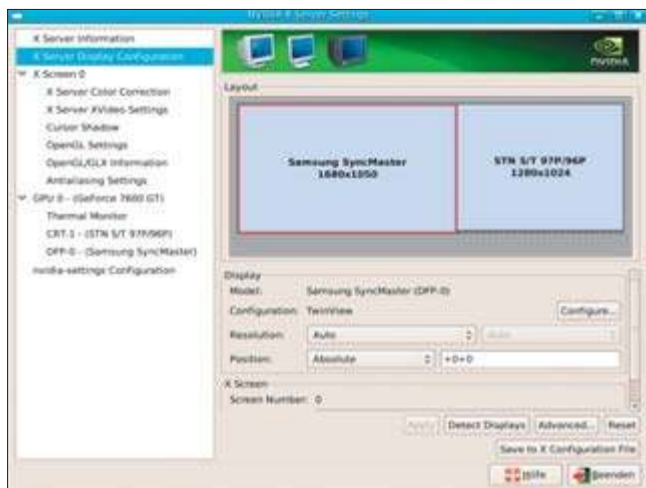 NVIDIA X Server Settings
X Server Information
X Server Display Configuration
X Screen 0
X Server Color Correction
X Server XVideo Settings
Cursor Shadow
OpenGL Settings
OpenGL/GLX Information
Antialiasing Settings
GPU 0 - (GeForce 7600 GT)
Thermal Monitor
CRT-1 - (STN S/T 97P/96P)
DFP-0 - (Samsung SyncMaster)
nvidia-settings Configuration
NVIDIA
Layout
Samsung SyncMaster
1680x1050
STN S/T 97P/96P
1280x1024
Display
Model: Samsung SyncMaster (DFP-0)
Configuration: TwinView Configure...
Resolution: Auto Auto
Position: Absolute +0+0
X Screen
Screen Number: 0
Apply Detect Displays Advanced... Reset
Save to X Configuration File
Hilfe Beenden